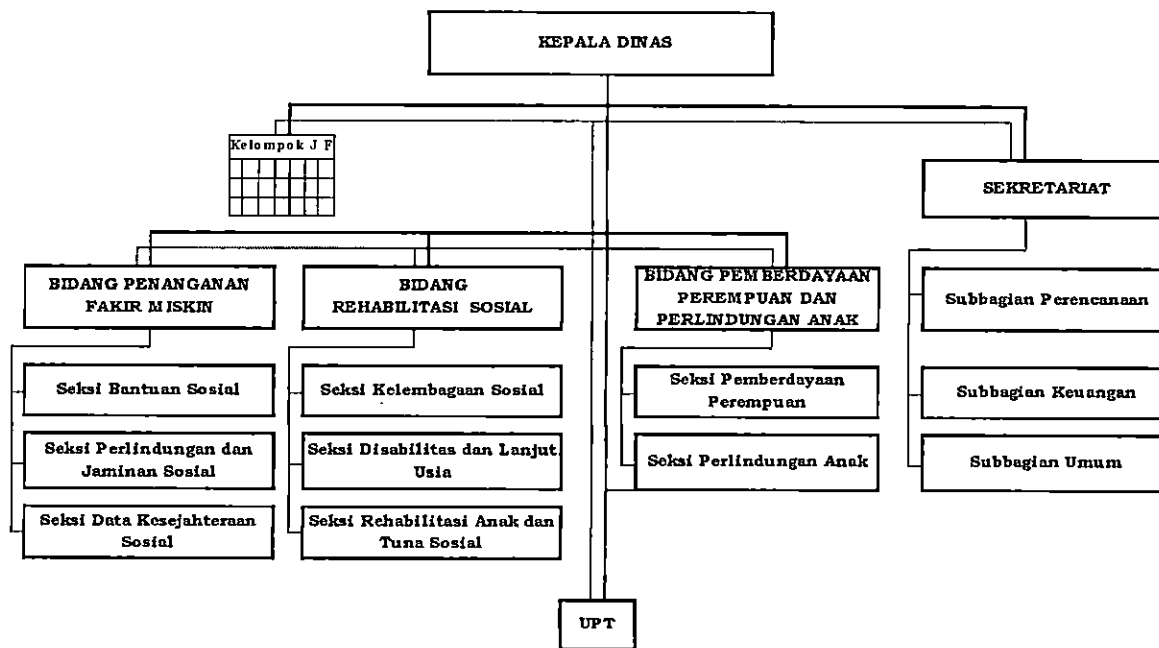 KEPALA DINAS
Kelompok J F
SEKRETARIAT
BIDANG PENANGANAN
FAKIR MISKIN
BIDANG
REHABILITASI SOSIAL
BIDANG PEMBERDAYAAN
PEREMPUAN DAN
PERLINDUNGAN ANAK
Subbagian Perencanaan
Seksi Bantuan Sosial
Seksi Kelembagaan Sosial
Seksi Pemberdayaan
Perempuan
Subbagian Keuangan
Seksi Perlindungan dan
Jaminan Sosial
Seksi Disabilitas dan Lanjut
Usia
Seksi Perlindungan Anak
Subbagian Umum
Seksi Data Kesejahteraan
Sosial
Seksi Rehabilitasi Anak dan
Tuna Sosial
UPT